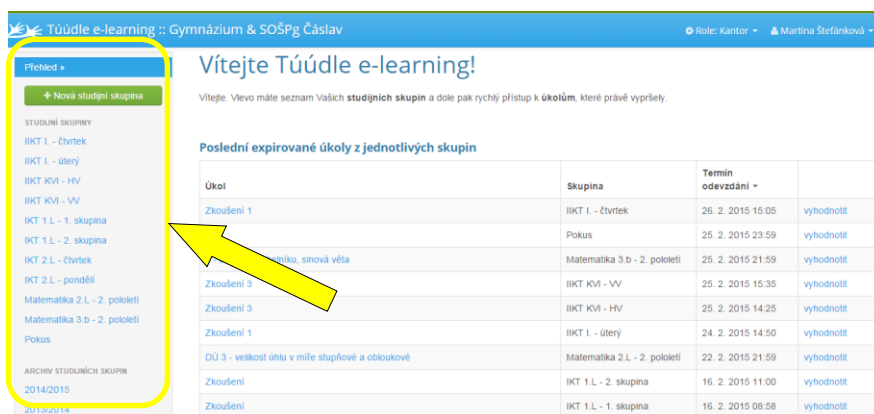 Túúdle e-learning :: Gymnázium & SOŠPg Čáslav
Role: Kantor
Martina Štefánková
Přehled »
+ Nová studijní skupina
STUDIJNÍ SKUPINY
IIKT I. - čtvrtek
IIKT I. - úterý
IIKT KVI - HV
IIKT KVI - VV
IKT 1.L - 1. skupina
IKT 1.L - 2. skupina
IKT 2.L - čtvrtek
IKT 2.L - pondělí
Matematika 2.L - 2. pololetí
Matematika 3.b - 2. pololetí
Pokus
ARCHIV STUDIJNÍCH SKUPIN
2014/2015
2013/2014
Vítejte Túúdle e-learning!
Vítejte. Vlevo máte seznam Vašich studijních skupin a dole pak rychlý přístup k úkolům, které právě vypršely.
Poslední expirované úkoly z jednotlivých skupin
Úkol Skupina Termín odevzdání
Zkoušení 1 IIKT I. - čtvrtek 26. 2. 2015 15:05 vyhodnotit
Pokus 25. 2. 2015 23:59 vyhodnotit
sinová věta Matematika 3.b - 2. pololetí 25. 2. 2015 21:59 vyhodnotit
Zkoušení 3 IIKT KVI - VV 25. 2. 2015 15:35 vyhodnotit
Zkoušení 3 IIKT KVI - HV 25. 2. 2015 14:25 vyhodnotit
Zkoušení 1 IIKT I. - úterý 24. 2. 2015 14:50 vyhodnotit
DÚ 3 - velikost úhlu v míře stupňové a obloukové Matematika 2.L - 2. pololetí 22. 2. 2015 21:59 vyhodnotit
Zkoušení IKT 1.L - 2. skupina 16. 2. 2015 11:00 vyhodnotit
Zkoušení IKT 1.L - 1. skupina 16. 2. 2015 08:58 vyhodnotit